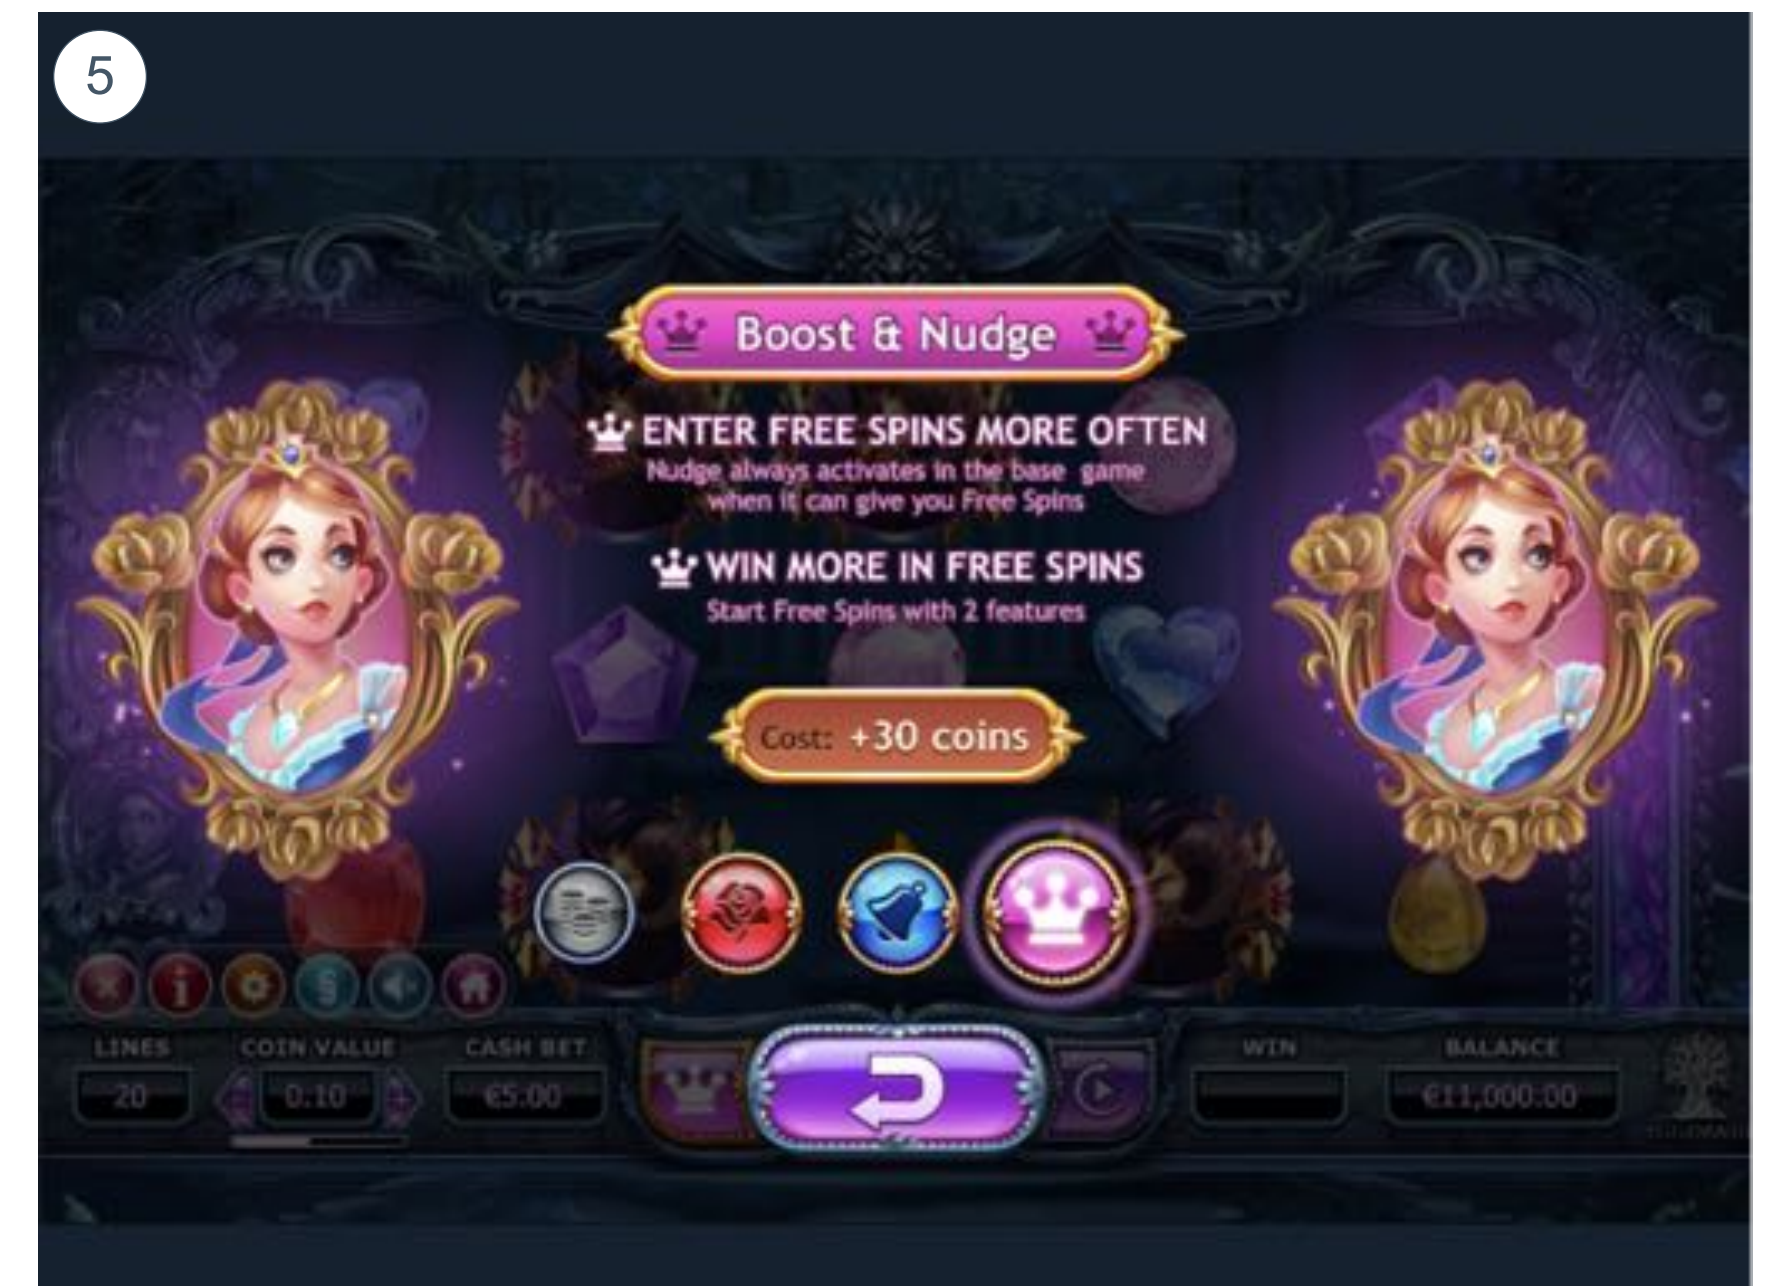 5
Boost & Nudge
ENTER FREE SPINS MORE OFTEN
Nudge always activates in the base game
when it can give you Free Spins
WIN MORE IN FREE SPINS
Start Free Spins with 2 features
Cost: +30 coins
LINES COIN VALUE CASH BET WIN BALANCE
20 0.10 €5.00 €11,000.00